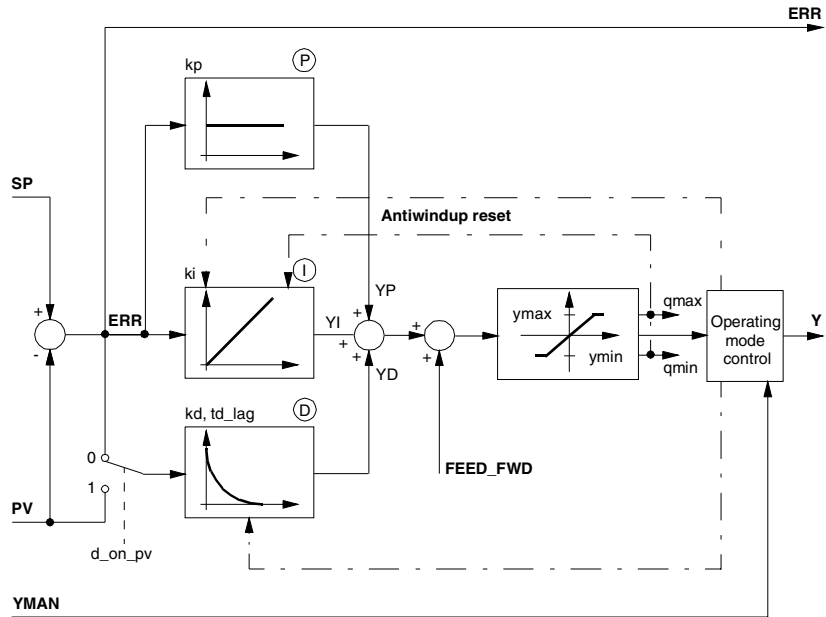 ERR
kp
P
SP
Antiwindup reset
ki
I
YP
ymax
qmax
+
ERR
YI
+
+
+
Y
Operating
mode
control
-
+
YD
+
ymin
qmin
kd, td_lag
D
0
FEED_FWD
1
PV
d_on_pv
YMAN